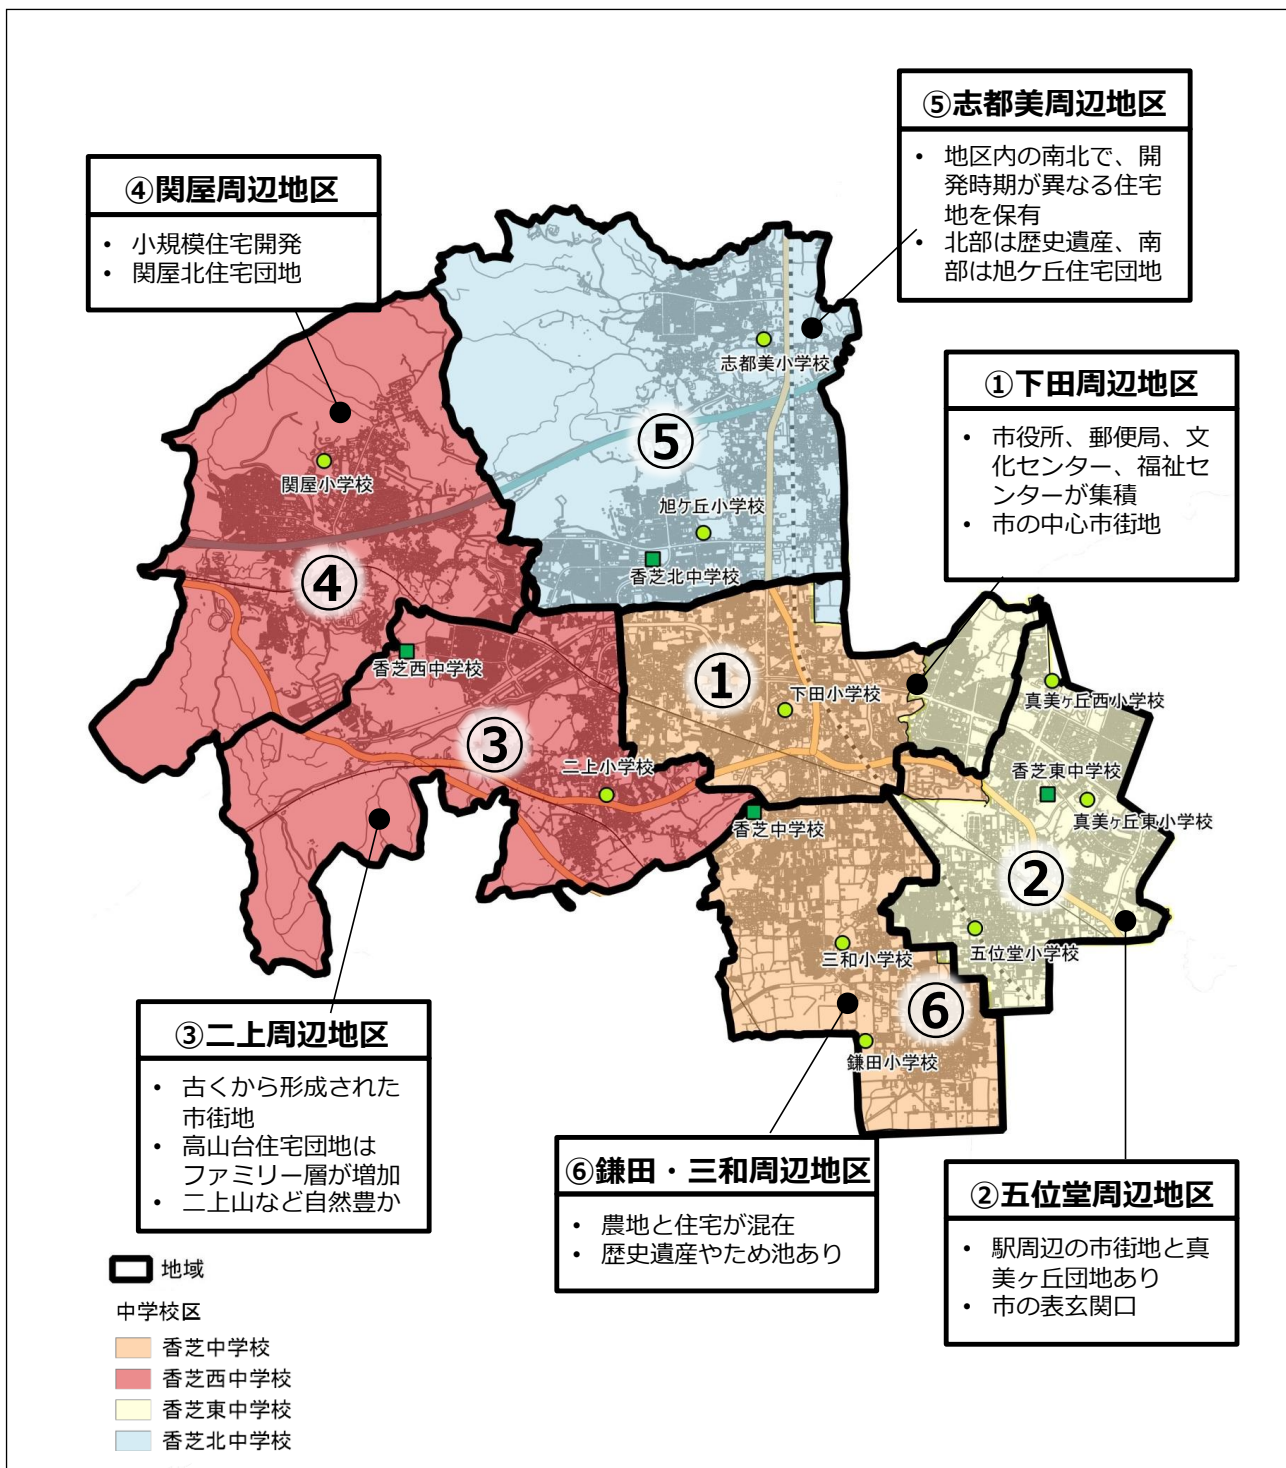 ⑤志都美周辺地区
• 地区内の南北で、開
発時期が異なる住宅
地を保有
• 北部は歴史遺産、南
部は旭ケ丘住宅団地
④関屋周辺地区
• 小規模住宅開発
• 関屋北住宅団地
①下田周辺地区
• 市役所、郵便局、文
化センター、福祉セ
ンターが集積
• 市の中心市街地
志都美小学校
⑤
関屋小学校
旭ケ丘小学校
香芝北中学校
④
香芝西中学校
①
下田小学校
真美ヶ丘西小学校
③
二上小学校
香芝東中学校
真美ヶ丘東小学校
香芝中学校
②
三和小学校
五位堂小学校
⑥
鎌田小学校
③二上周辺地区
• 古くから形成された
市街地
• 高山台住宅団地は
ファミリー層が増加
• 二上山など自然豊か
⑥鎌田・三和周辺地区
• 農地と住宅が混在
• 歴史遺産やため池あり
②五位堂周辺地区
• 駅周辺の市街地と真
美ヶ丘団地あり
• 市の表玄関口
地域
中学校区
香芝中学校
香芝西中学校
香芝東中学校
香芝北中学校